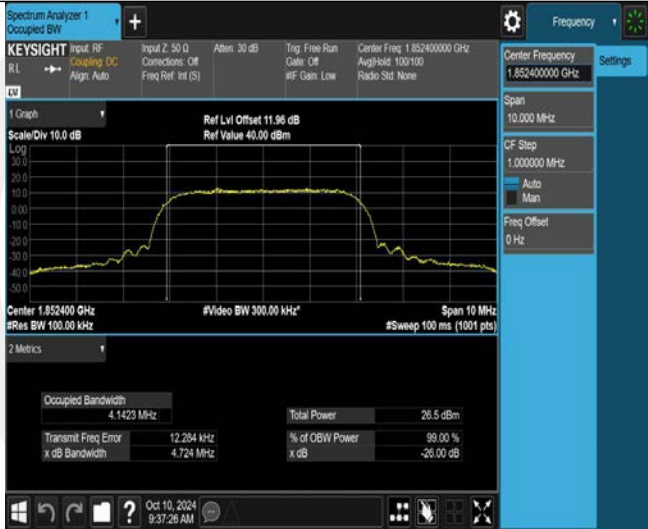 Spectrum Analyzer 1
Occupied BW
Frequency
KEYSIGHT
Input: RF
Coupling: DC
Align: Auto
Input Z: 50 Ω
Corrections: Off
Freq Ref: Int (S)
Atten: 30 dB
Trig: Free Run
Gate: Off
#IF Gain: Low
Center Freq: 1.852400000 GHz
Avg|Hold: 100/100
Radio Std: None
RL
LW
Center Frequency
1.852400000 GHz
Settings
Span
10.000 MHz
CF Step
1.000000 MHz
Auto
Man
Freq Offset
0 Hz
1 Graph
Scale/Div 10.0 dB
Ref Lvl Offset 11.96 dB
Ref Value 40.00 dBm
Log
30.0
20.0
10.0
0.00
-10.0
-20.0
-30.0
-40.0
-50.0
Center 1.852400 GHz
#Video BW 300.00 kHz*
Span 10 MHz
#Res BW 100.00 kHz
#Sweep 100 ms (1001 pts)
2 Metrics
Occupied Bandwidth
4.1423 MHz
Total Power 26.5 dBm
Transmit Freq Error 12.284 kHz
% of OBW Power 99.00 %
x dB Bandwidth 4.724 MHz
x dB -26.00 dB
?
Oct 10, 2024
9:37:26 AM